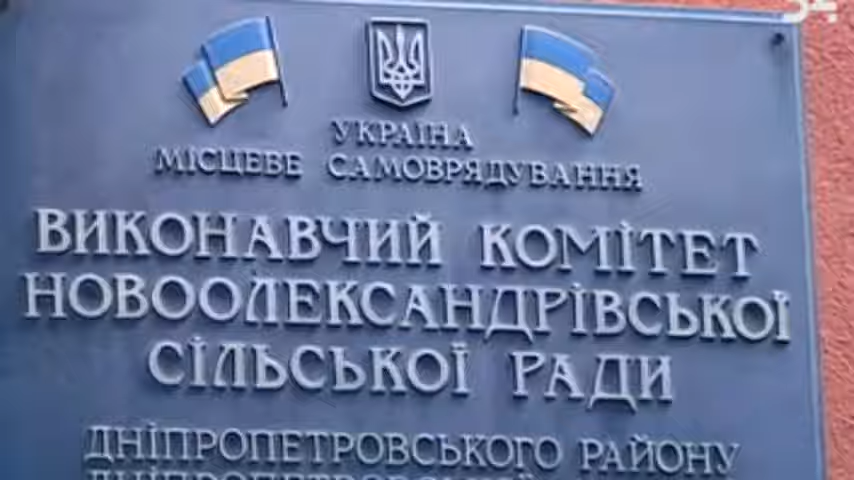 УКРАЇНА
МІСЦЕВЕ САМОВРЯДУВАННЯ
ВИКОНАВЧИЙ КОМІТЕТ
НОВООЛЕКСАНДРІВСЬКОЇ
СІЛЬСЬКОЇ РАДИ
ДНІПРОПЕТРОВСЬКОГО РАЙОНУ